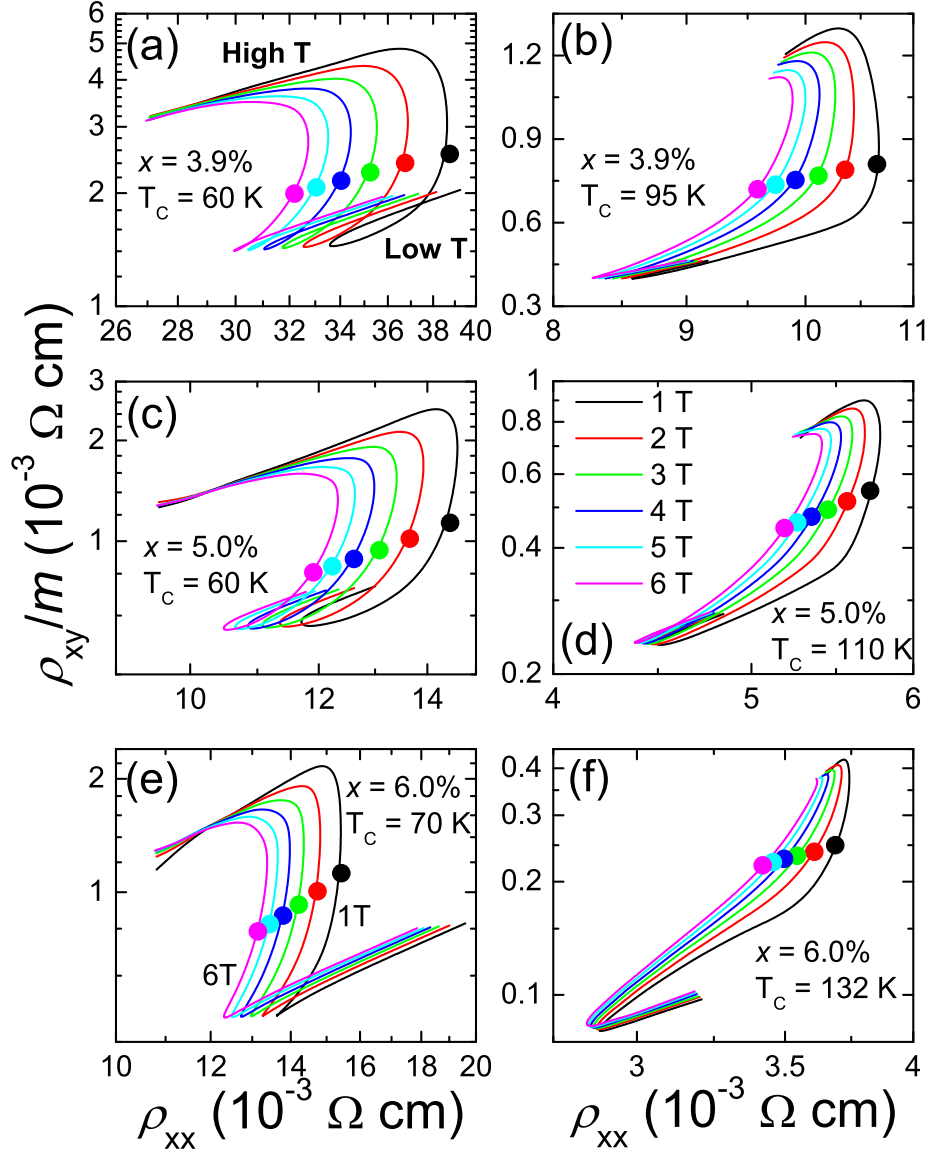 6
5
4
3
2
1
(a)
High T
x = 3.9%
T_C = 60 K
Low T
26
28
30
32
34
36
38
40
1.2
0.9
0.6
0.3
(b)
x = 3.9%
T_C = 95 K
8
9
10
11
3
2
1
(c)
x = 5.0%
T_C = 60 K
10
12
14
1
0.8
0.6
0.4
0.2
1 T
2 T
3 T
4 T
5 T
6 T
(d)
x = 5.0%
T_C = 110 K
4
5
6
2
1
(e)
x = 6.0%
T_C = 70 K
1T
6T
10
12
14
16
18
20
0.4
0.3
0.2
0.1
(f)
x = 6.0%
T_C = 132 K
3
3.5
4
ρ_xy/m (10⁻³ Ω cm)
ρ_xx (10⁻³ Ω cm)
ρ_xx (10⁻³ Ω cm)